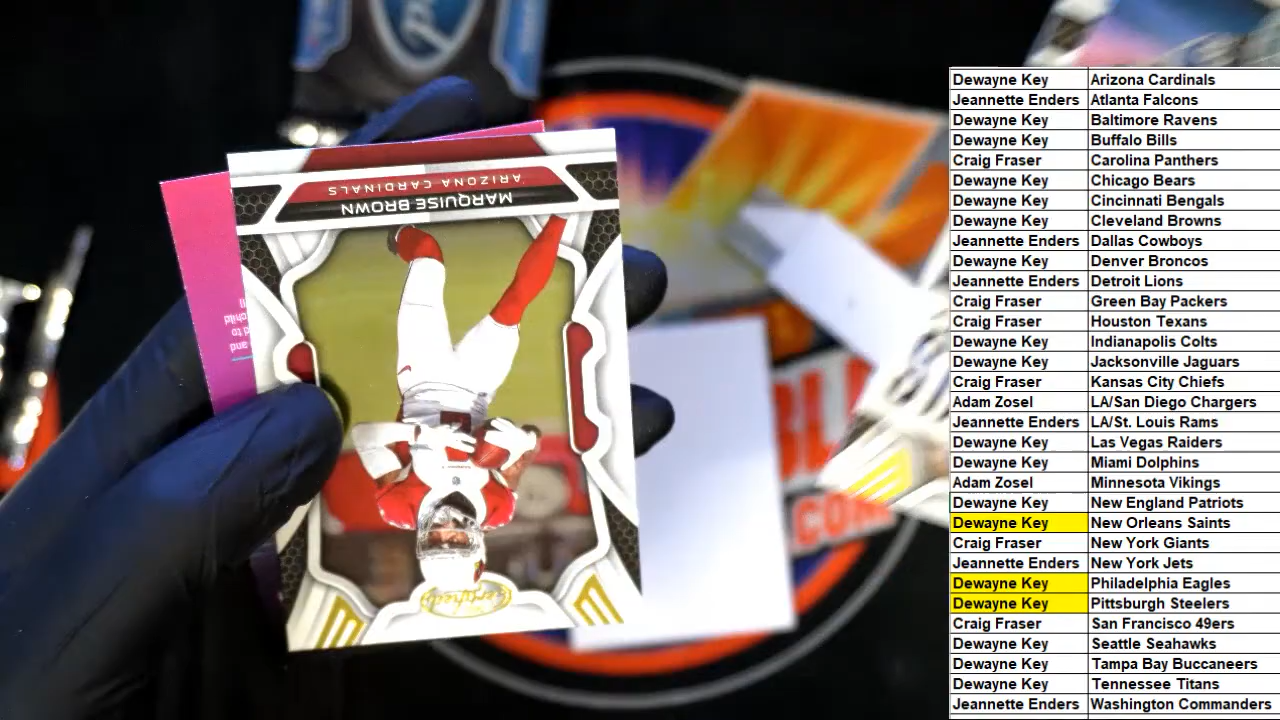 ARIZONA CARDINALS
MARQUISE BROWN
Certified
Dewayne Key Arizona Cardinals
Jeannette Enders Atlanta Falcons
Dewayne Key Baltimore Ravens
Dewayne Key Buffalo Bills
Craig Fraser Carolina Panthers
Dewayne Key Chicago Bears
Dewayne Key Cincinnati Bengals
Dewayne Key Cleveland Browns
Jeannette Enders Dallas Cowboys
Dewayne Key Denver Broncos
Jeannette Enders Detroit Lions
Craig Fraser Green Bay Packers
Craig Fraser Houston Texans
Dewayne Key Indianapolis Colts
Dewayne Key Jacksonville Jaguars
Craig Fraser Kansas City Chiefs
Adam Zosel LA/San Diego Chargers
Jeannette Enders LA/St. Louis Rams
Dewayne Key Las Vegas Raiders
Dewayne Key Miami Dolphins
Adam Zosel Minnesota Vikings
Dewayne Key New England Patriots
Dewayne Key New Orleans Saints
Craig Fraser New York Giants
Jeannette Enders New York Jets
Dewayne Key Philadelphia Eagles
Dewayne Key Pittsburgh Steelers
Craig Fraser San Francisco 49ers
Dewayne Key Seattle Seahawks
Dewayne Key Tampa Bay Buccaneers
Dewayne Key Tennessee Titans
Jeannette Enders Washington Commanders